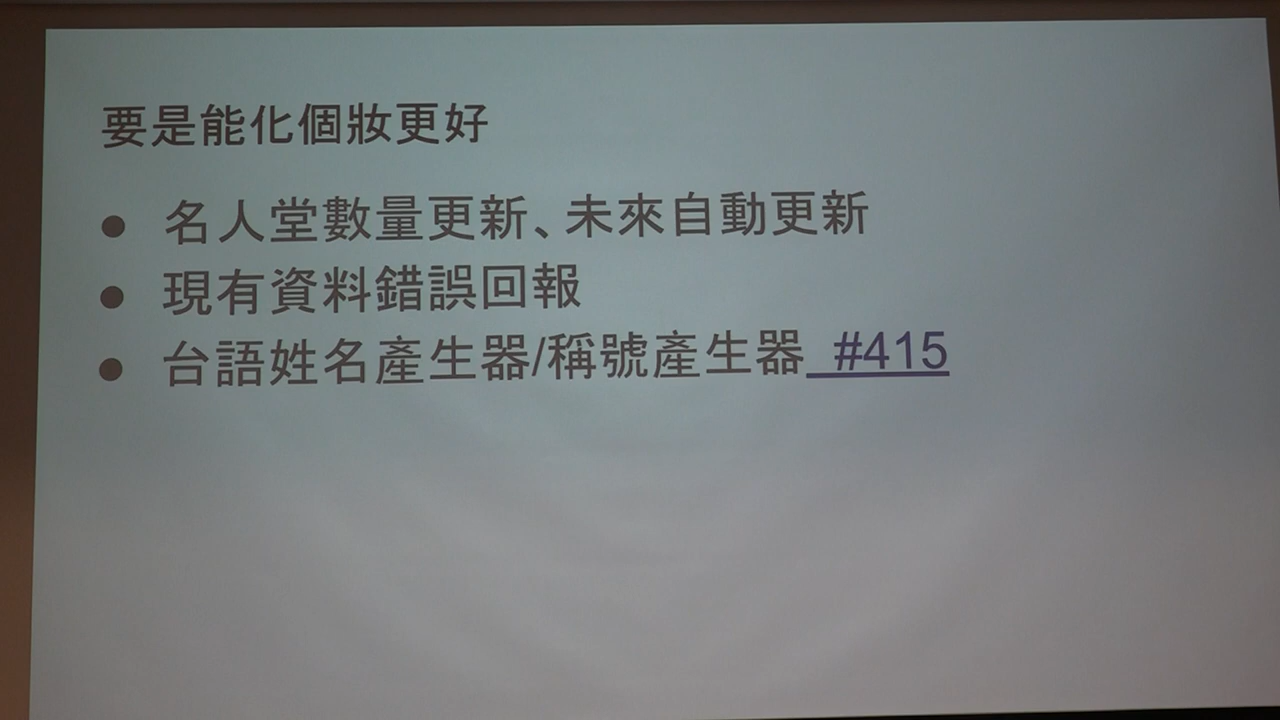 要是能化個妝更好
● 名人堂數量更新、未來自動更新
● 現有資料錯誤回報
● 台語姓名產生器/稱號產生器 #415